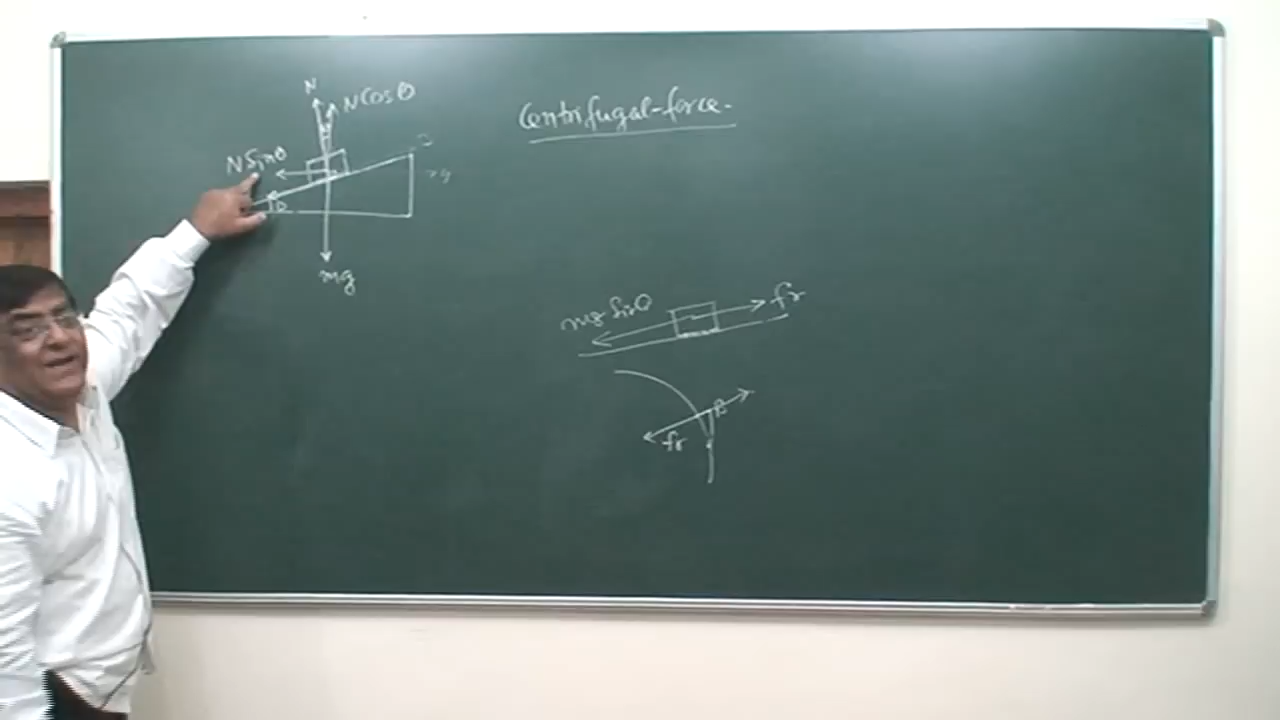 N
N Cos θ
Centrifugal-force.
N Sin θ
θ
mg
mg Sin θ
fr
fr